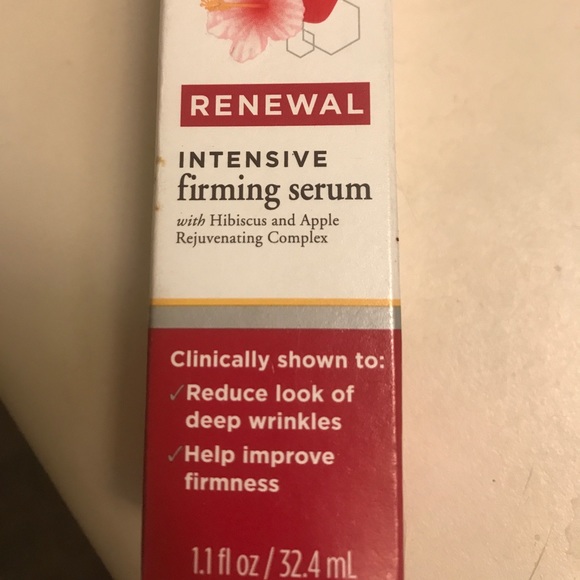 RENEWAL
INTENSIVE
firming serum
with Hibiscus and Apple
Rejuvenating Complex
Clinically shown to:
✓Reduce look of
deep wrinkles
✓Help improve
firmness
1.1 fl oz / 32.4 mL